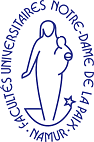 FACULTÉS UNIVERSITAIRES NOTRE-DAME DE LA PAIX
· NAMUR ·